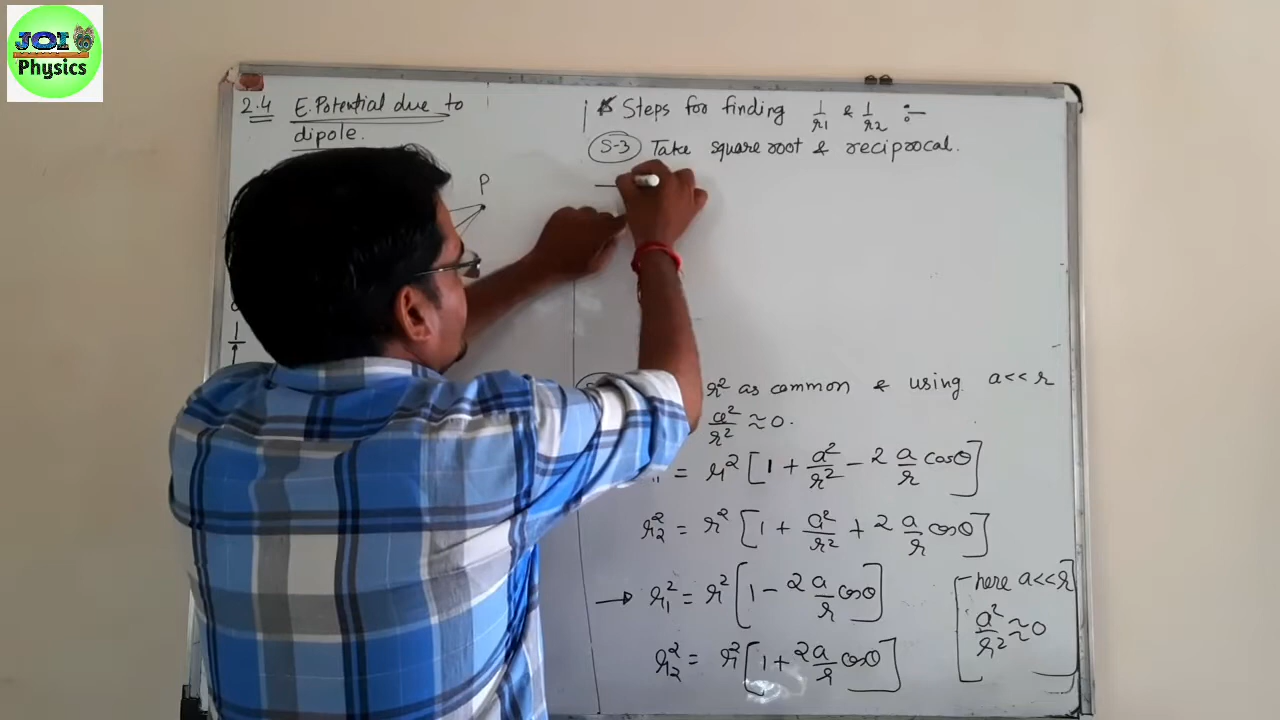 JOI
Physics
2.4 E. Potential due to
dipole.
P
Steps for finding 1/r1 & 1/r2 :-
S-3 Take square root & reciprocal.
r² as common & using a<<r
a²/r² ≈ 0.
= r² [1 + a²/r² - 2 a/r cosθ]
r₂² = r² [1 + a²/r² + 2 a/r cosθ]
→ r₁² = r² [1 - 2 a/r cosθ]
r₂² = r² [1 + 2a/r cosθ]
here a<<r
a²/r² ≈ 0